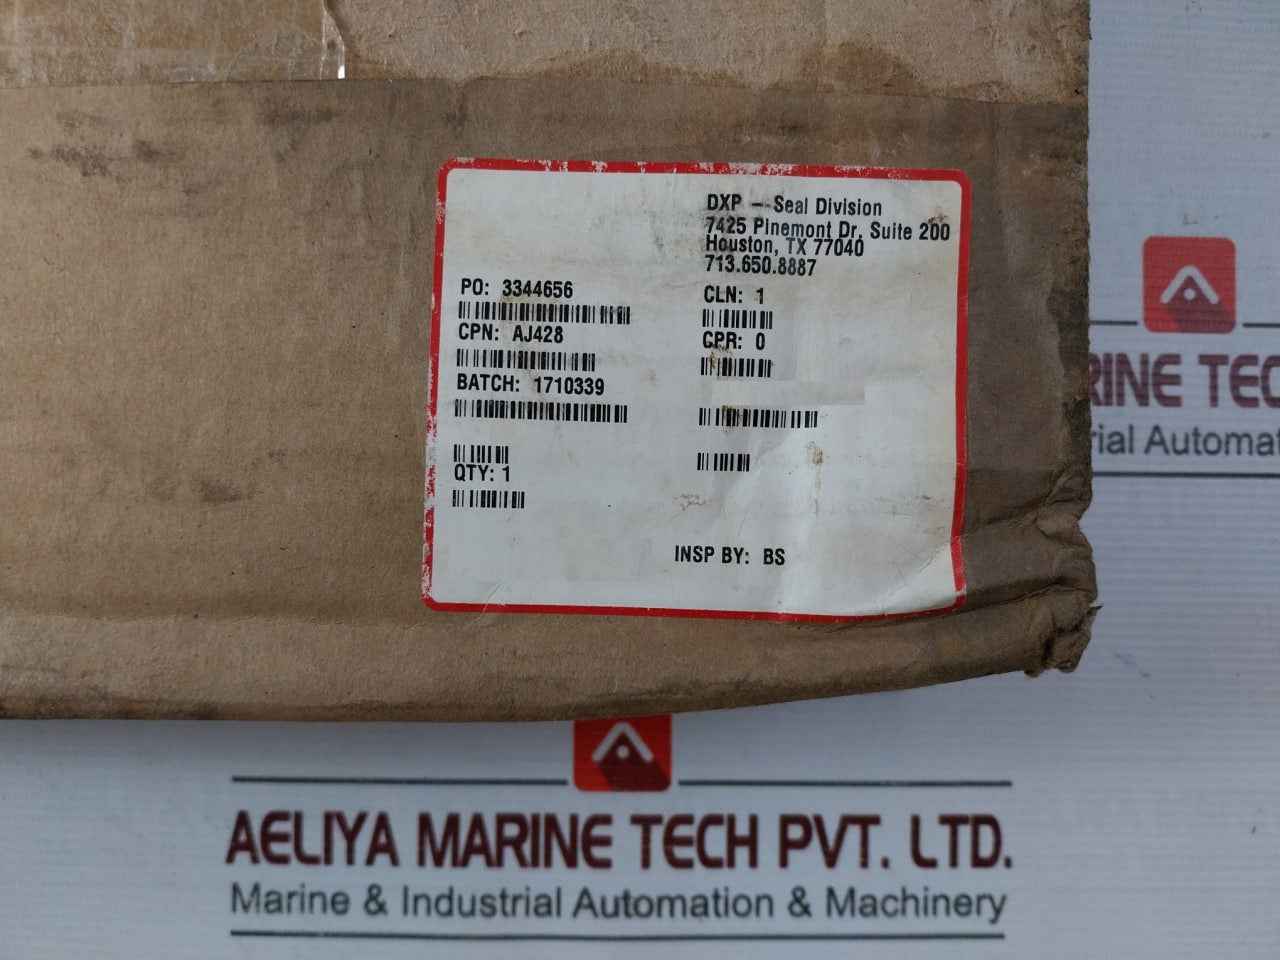 DXP - Seal Division
7425 Pinemont Dr, Suite 200
Houston, TX 77040
713.650.8887
PO: 3344656
CLN: 1
CPN: AJ428
CPR: 0
BATCH: 1710339
QTY: 1
INSP BY: BS
RINE TEC
rial Automat
AELIYA MARINE TECH PVT. LTD.
Marine & Industrial Automation & Machinery